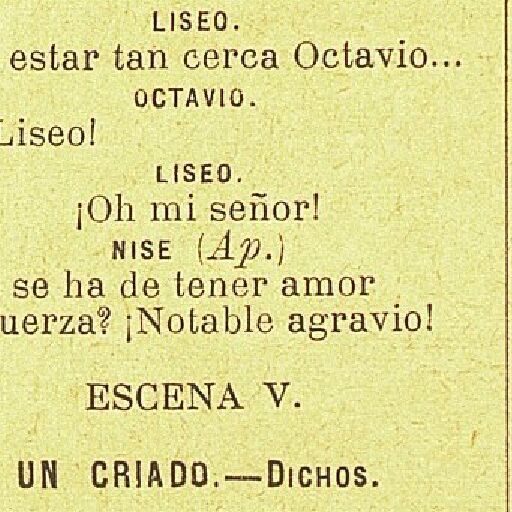 LISEO.
estar tan cerca Octavio...
OCTAVIO.
Liseo!
LISEO.
¡Oh mi señor!
NISE (Ap.)
se ha de tener amor
uerza? ¡Notable agravio!
ESCENA V.
UN CRIADO.—DICHOS.